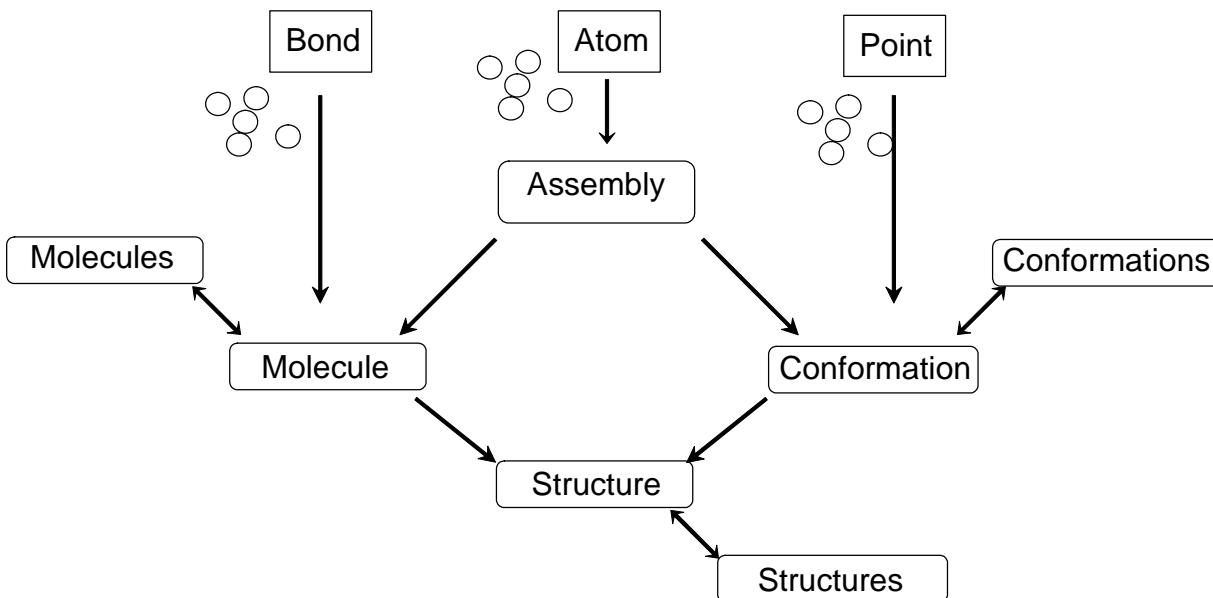 Bond
Atom
Point
Assembly
Molecules
Conformations
Molecule
Conformation
Structure
Structures